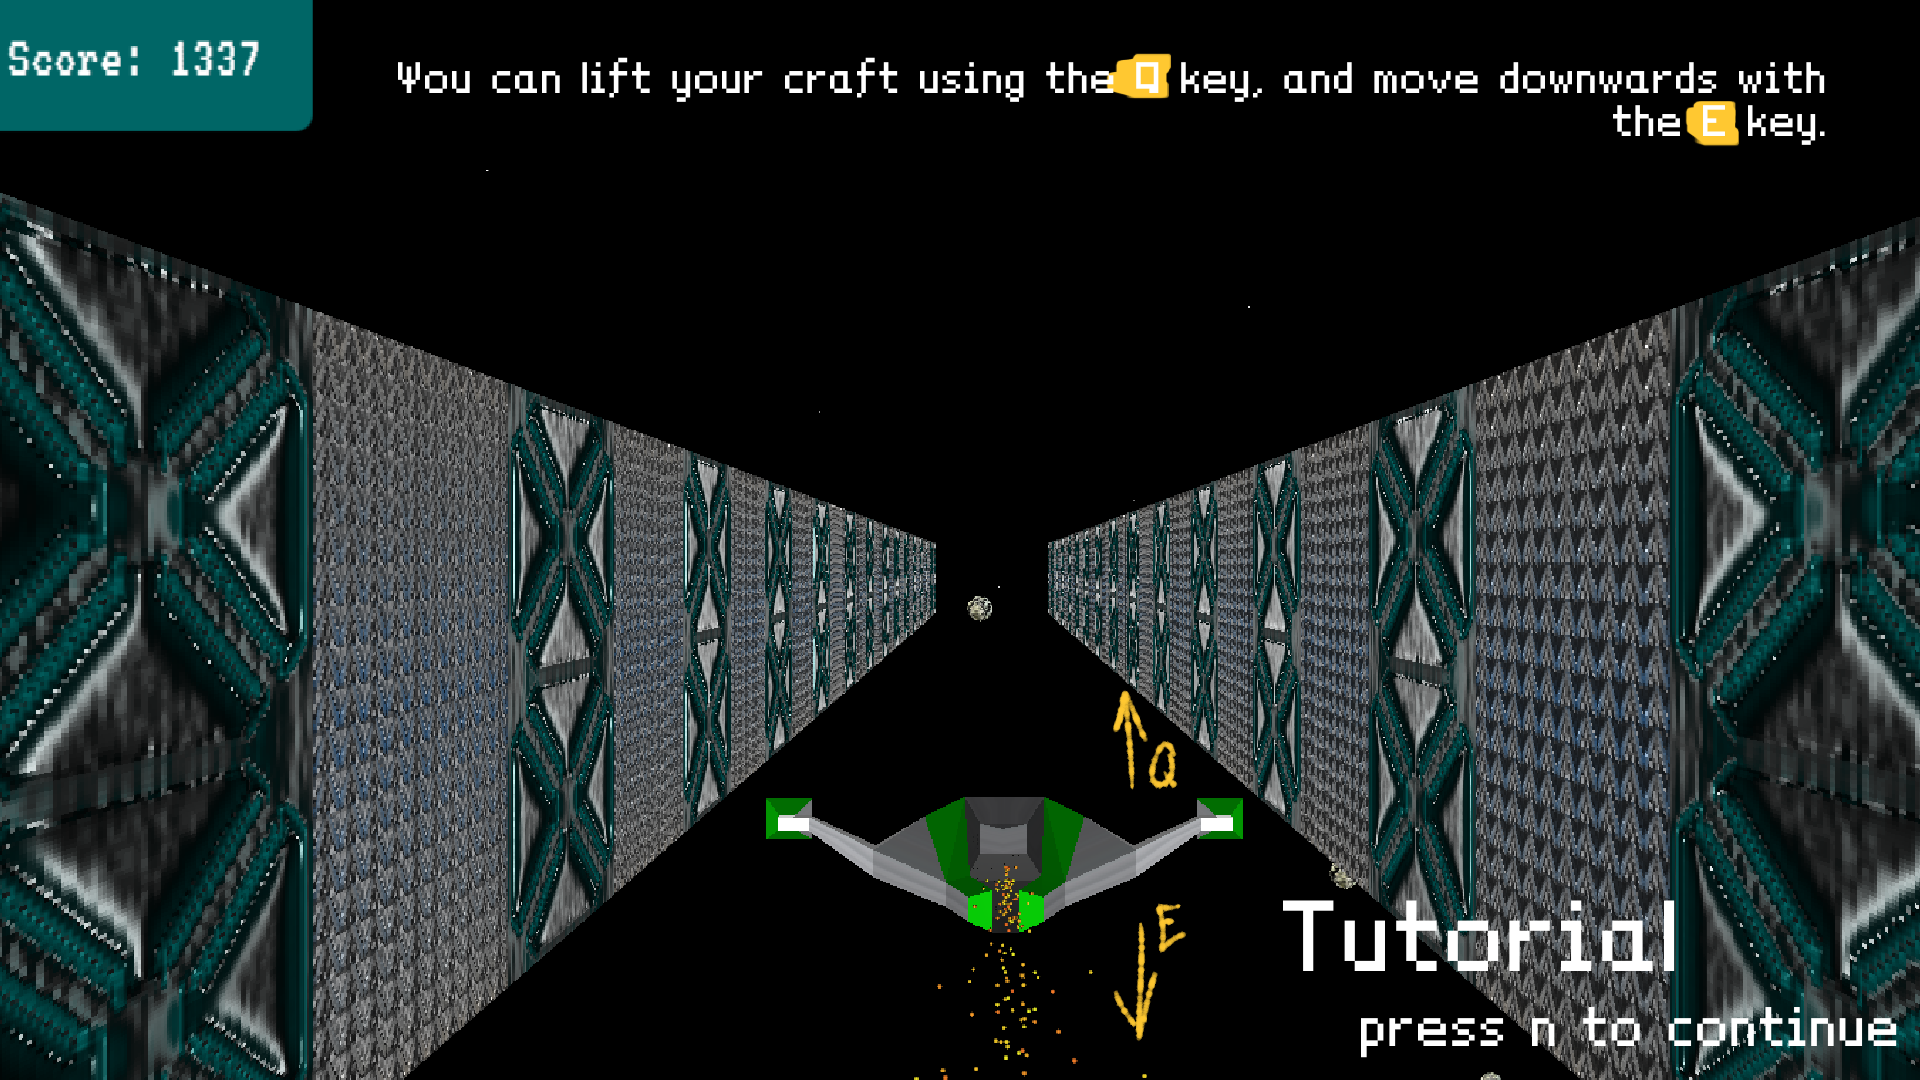 Score: 1337
You can lift your craft using the Q key, and move downwards with
the E key.
Q
E
Tutorial
press n to continue